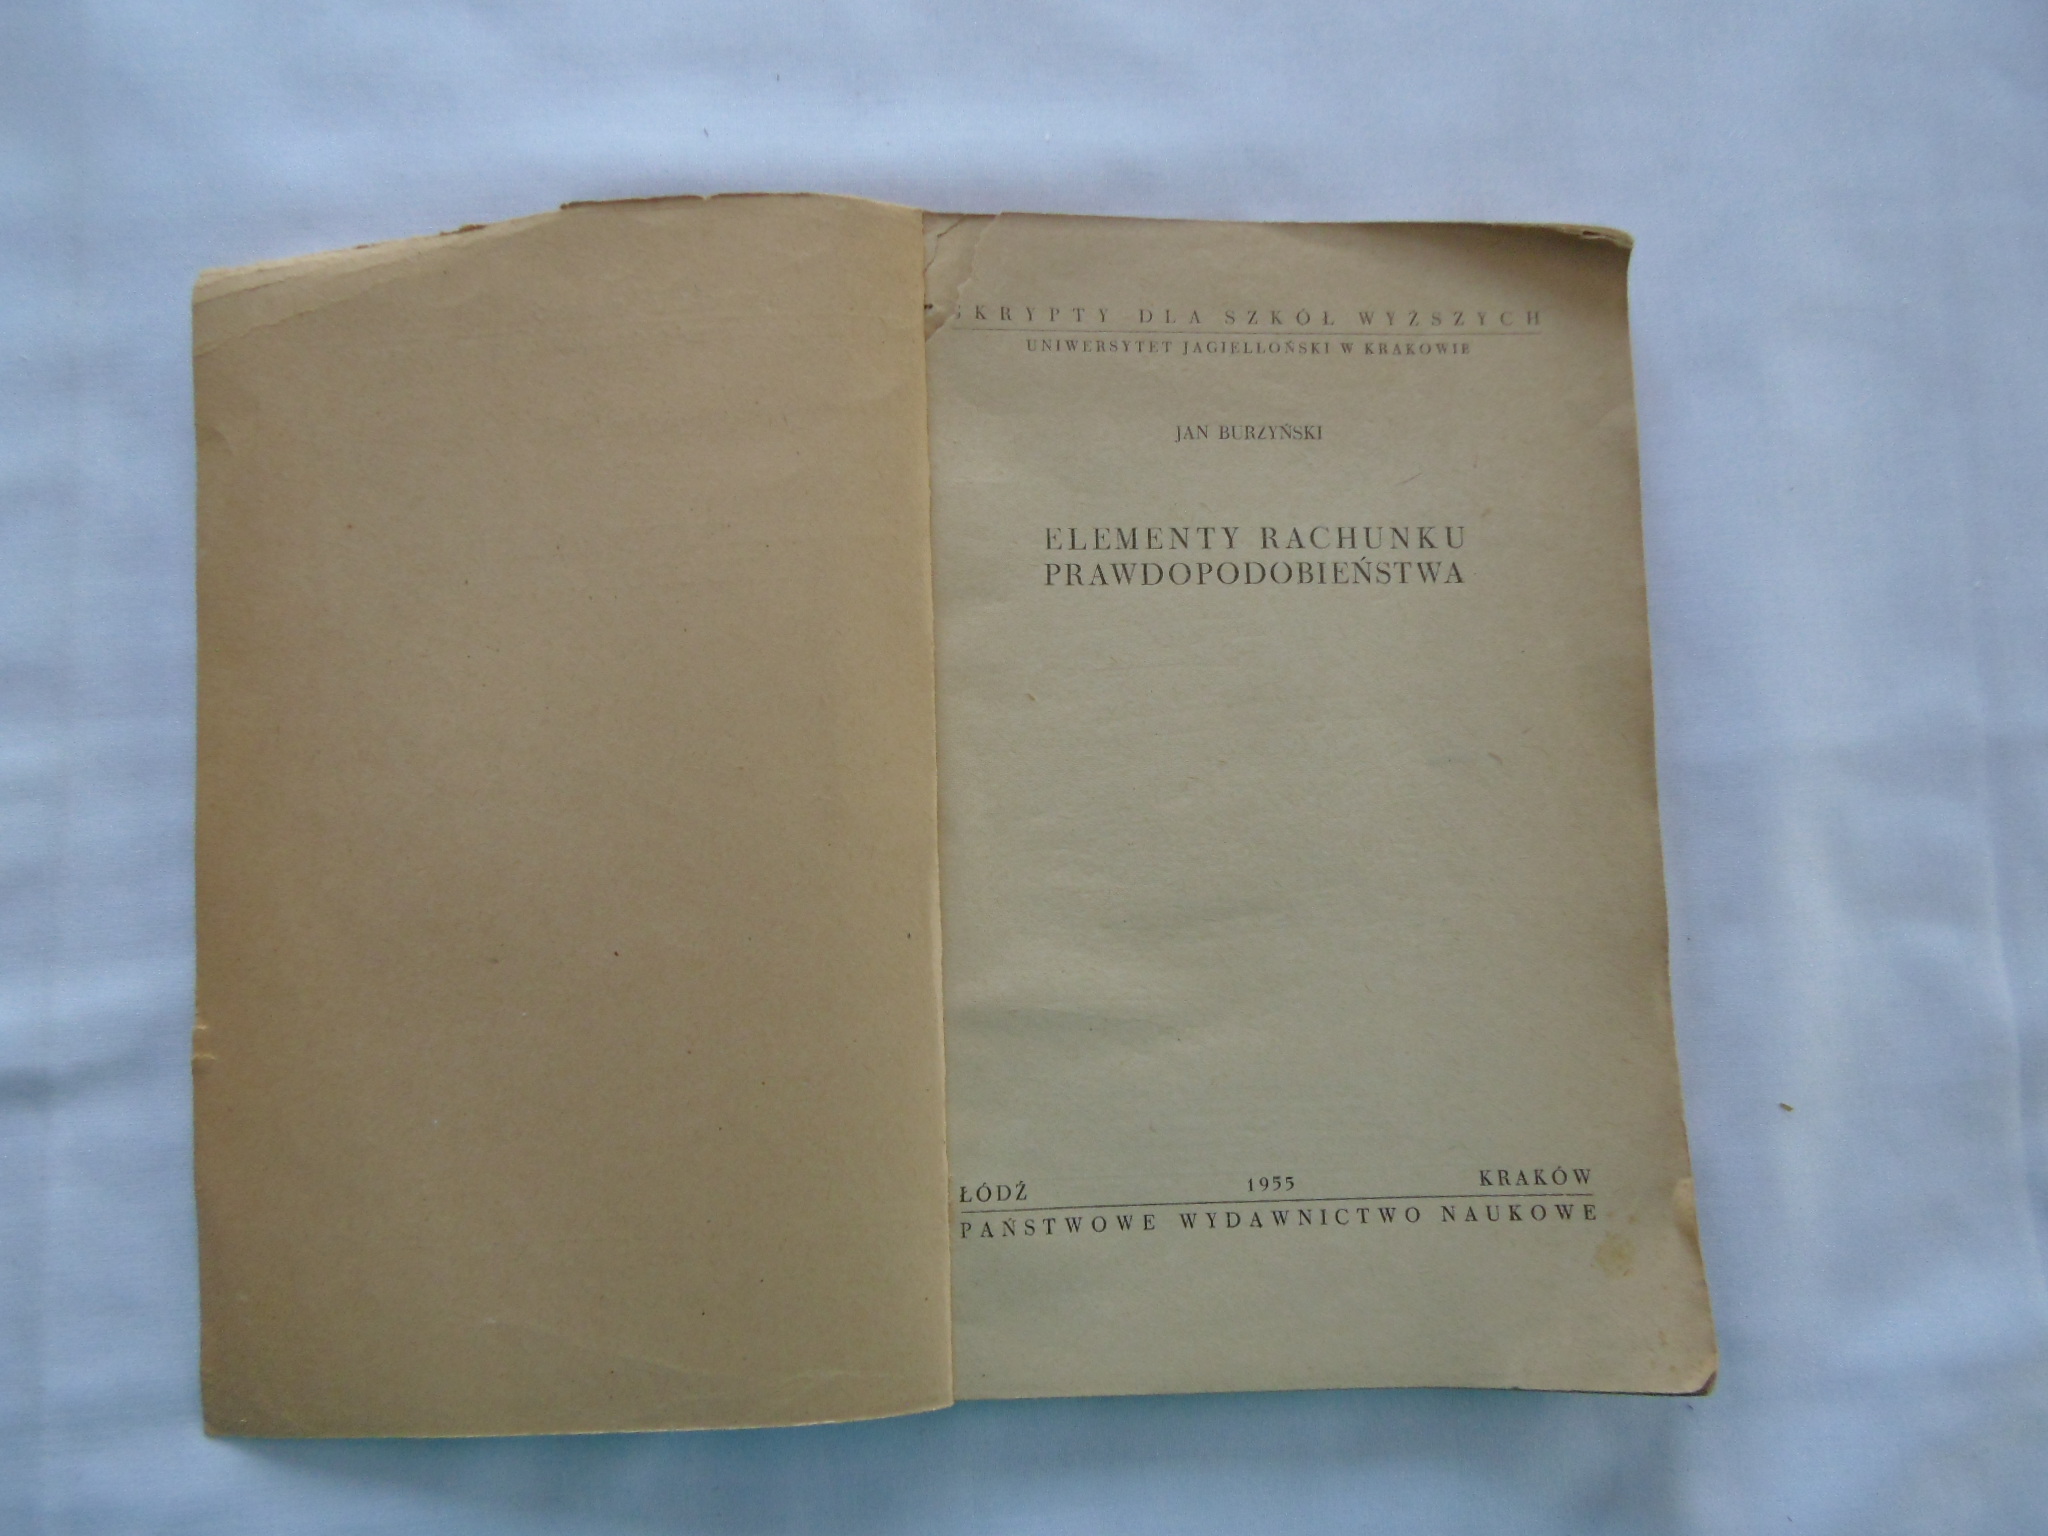 SKRYPTY DLA SZKÓŁ WYŻSZYCH
UNIWERSYTET JAGIELLOŃSKI W KRAKOWIE
JAN BURZYŃSKI
ELEMENTY RACHUNKU
PRAWDOPODOBIEŃSTWA
ŁÓDŹ 1955 KRAKÓW
PAŃSTWOWE WYDAWNICTWO NAUKOWE